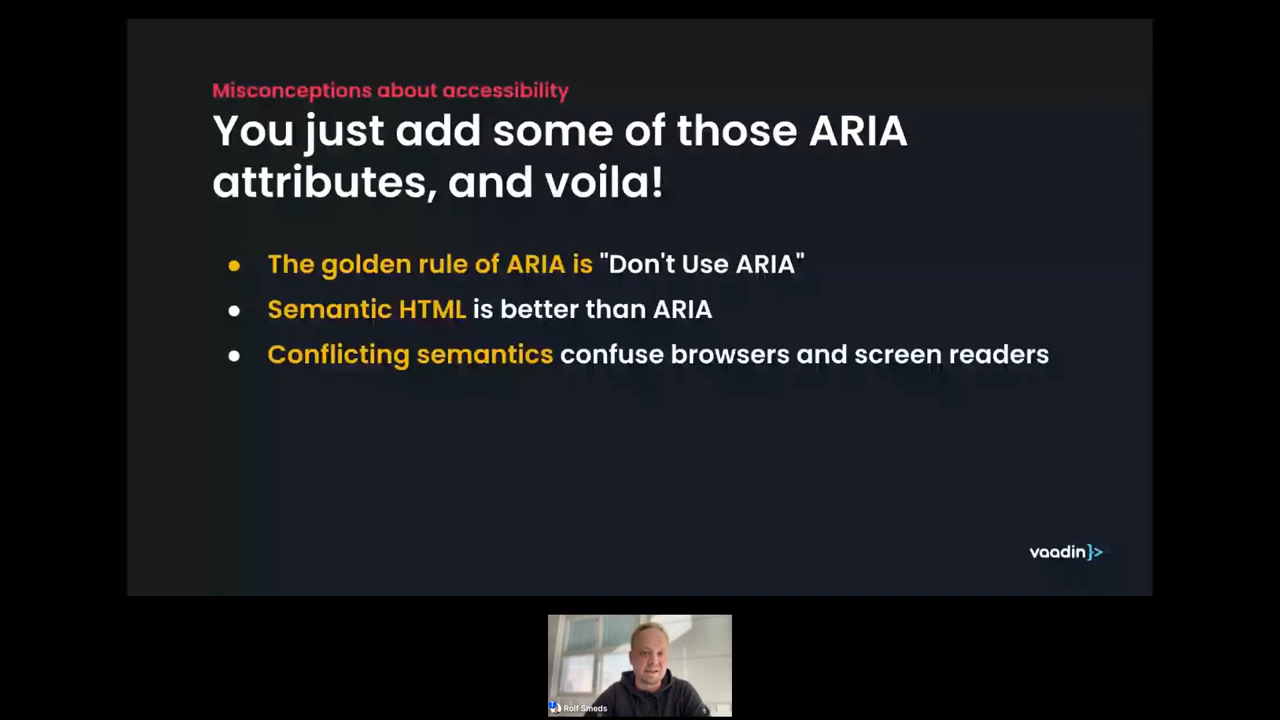 Misconceptions about accessibility
You just add some of those ARIA
attributes, and voila!
● The golden rule of ARIA is "Don't Use ARIA"
● Semantic HTML is better than ARIA
● Conflicting semantics confuse browsers and screen readers
vaadin}>
Rolf Smeds